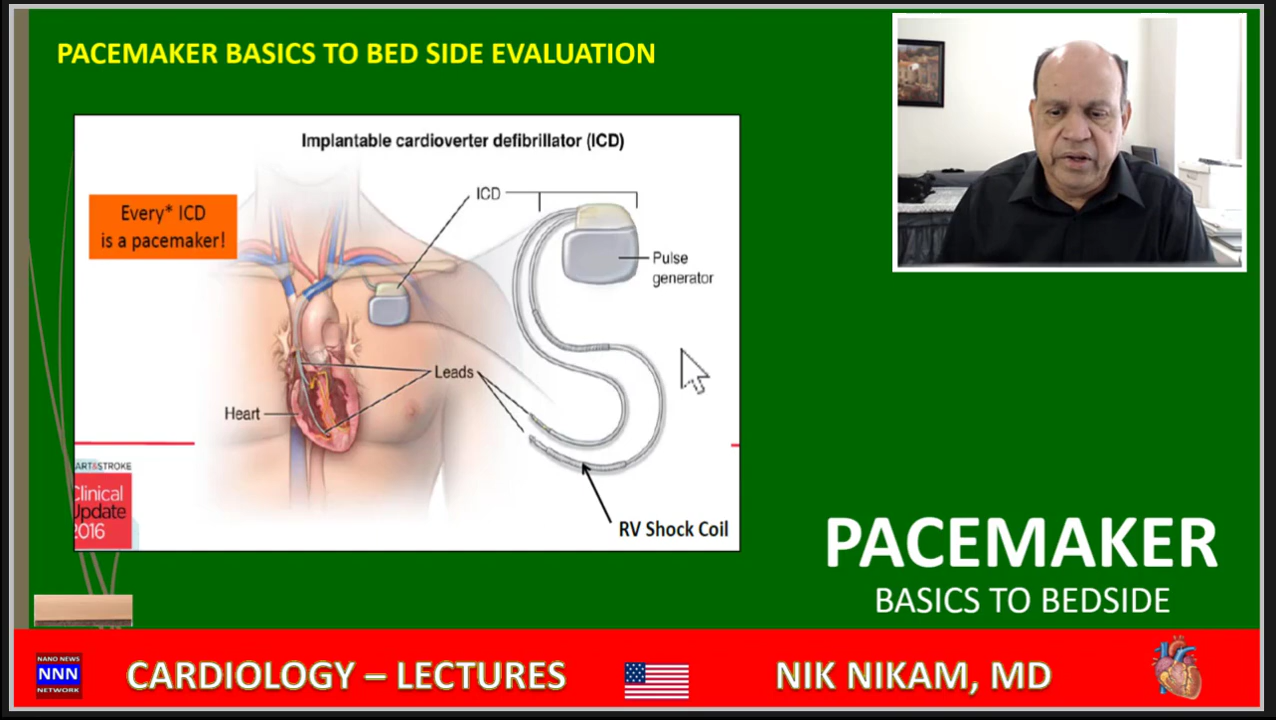 PACEMAKER BASICS TO BED SIDE EVALUATION
Implantable cardioverter defibrillator (ICD)
Every* ICD
is a pacemaker!
ICD
Pulse
generator
Leads
Heart
ART&STROKE
Clinical
Update
2016
RV Shock Coil
PACEMAKER
BASICS TO BEDSIDE
NANO NEWS
NNN
NETWORK
CARDIOLOGY – LECTURES
NIK NIKAM, MD